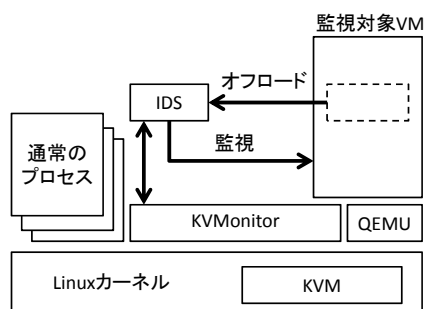 監視対象VM
オフロード
IDS
監視
通常の
プロセス
KVMonitor
QEMU
Linuxカーネル
KVM